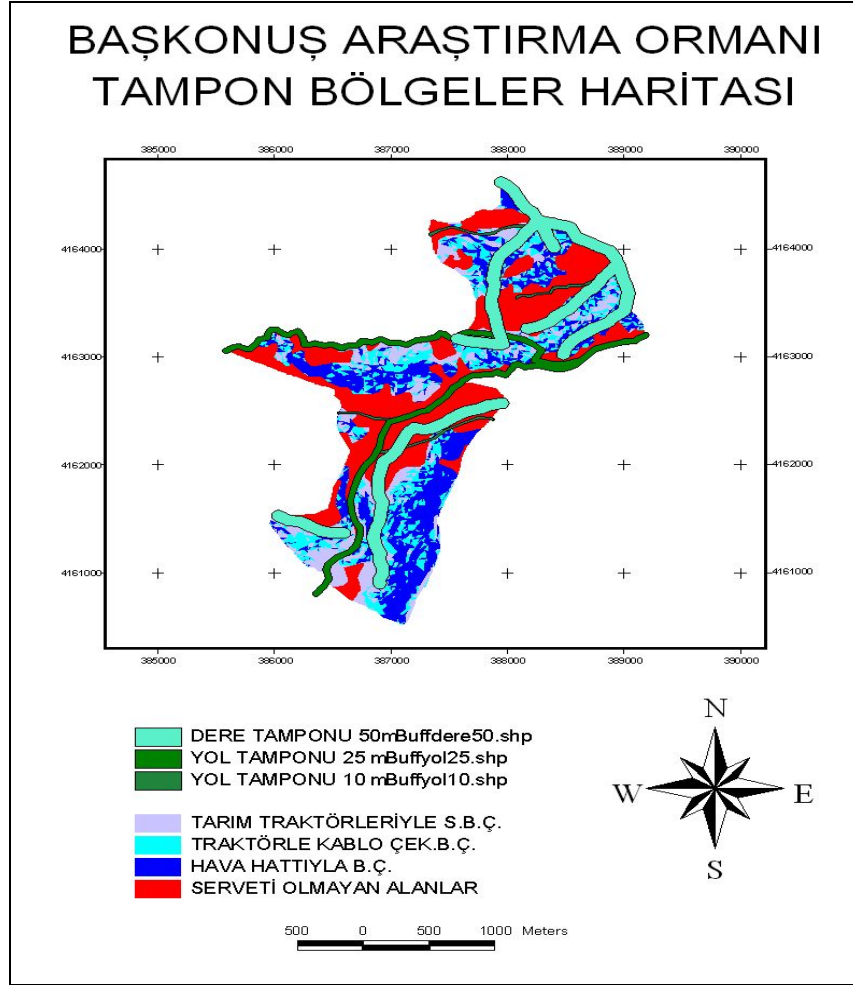 BAŞKONUŞ ARAŞTIRMA ORMANI
TAMPON BÖLGELER HARİTASI
385000 386000 387000 388000 389000 390000
4164000 4164000
4163000 4163000
4162000 4162000
4161000 4161000
385000 386000 387000 388000 389000 390000
DERE TAMPONU 50mBuffdere50.shp
YOL TAMPONU 25 mBuffyol25.shp
YOL TAMPONU 10 mBuffyol10.shp
TARIM TRAKTÖRLERİYLE S.B.Ç.
TRAKTÖRLE KABLO ÇEK.B.Ç.
HAVA HATTIYLA B.Ç.
SERVETİ OLMAYAN ALANLAR
N
W E
S
500 0 500 1000 Meters